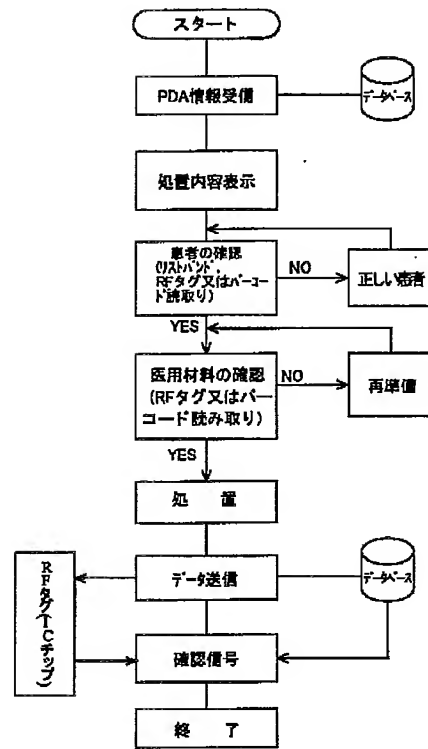 スタート
PDA情報受信
データベース
処置内容表示
患者の確認
(リストバンド、
RFタグ又はバーコー
ド読取り)
NO
正しい患者
YES
医用材料の確認
(RFタグ又はバー
コード読み取り)
NO
再準備
YES
処 置
RFタグ(ICチップ)
データ送信
データベース
確認信号
終 了